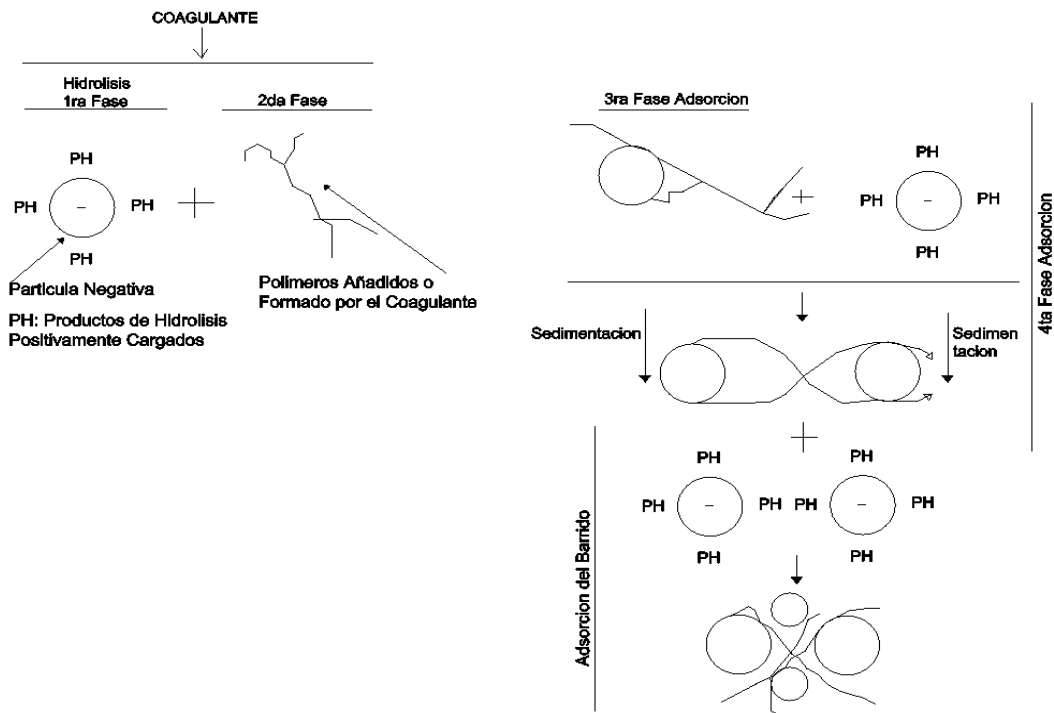 COAGULANTE
Hidrolisis
1ra Fase
2da Fase
PH
PH
-
PH
PH
Particula Negativa
PH: Productos de Hidrolisis
Positivamente Cargados
Polimeros Añadidos o
Formado por el Coagulante
3ra Fase Adsorcion
PH
PH
-
PH
PH
4ta Fase Adsorcion
Sedimentacion
Sedimen
tacion
Adsorcion del Barrido
PH
PH
PH
-
PH
PH
-
PH
PH
PH